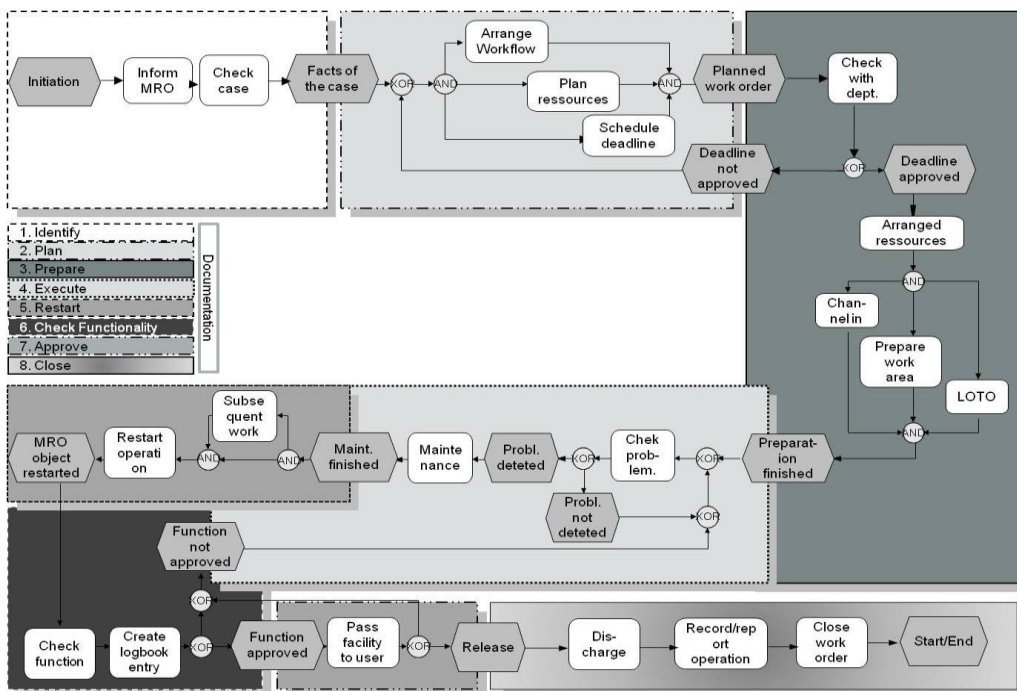 Initiation
Inform
MRO
Check
case
Facts of
the case
XOR
AND
Arrange
Workflow
Plan
ressources
Schedule
deadline
AND
Planned
work order
Check
with
dept.
Deadline
not
approved
XOR
Deadline
approved
Arranged
ressources
AND
Chan-
nel in
Prepare
work
area
LOTO
AND
1. Identify
2. Plan
3. Prepare
4. Execute
5. Restart
6. Check Functionality
7. Approve
8. Close
Documentation
MRO
object
restarted
Restart
operati
on
AND
Subse
quent
work
AND
Maint.
finished
Mainte
nance
Probl.
deteted
XOR
Chek
prob-
lem.
XOR
Preparat-
ion
finished
Probl.
not
deteted
XOR
Function
not
approved
XOR
Check
function
Create
logbook
entry
XOR
Function
approved
Pass
facility
to user
XOR
Release
Dis-
charge
Record/rep
ort
operation
Close
work
order
Start/End